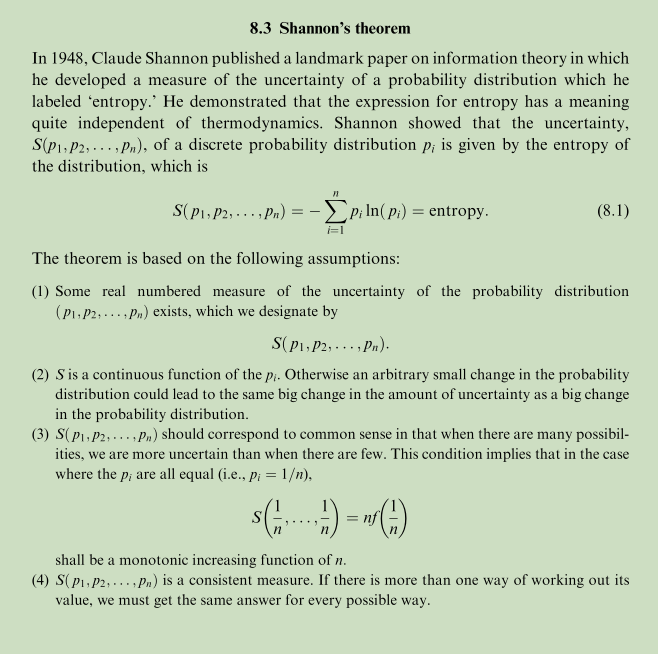 8.3 Shannon's theorem
In 1948, Claude Shannon published a landmark paper on information theory in which
he developed a measure of the uncertainty of a probability distribution which he
labeled ‘entropy.’ He demonstrated that the expression for entropy has a meaning
quite independent of thermodynamics. Shannon showed that the uncertainty,
S(p₁, p₂, . . . , pₙ), of a discrete probability distribution pᵢ is given by the entropy of
the distribution, which is
S(p₁, p₂, . . . , pₙ) = − ∑ᵢ₌₁ⁿ pᵢ ln(pᵢ) = entropy. (8.1)
The theorem is based on the following assumptions:
(1) Some real numbered measure of the uncertainty of the probability distribution
(p₁, p₂, . . . , pₙ) exists, which we designate by
S(p₁, p₂, . . . , pₙ).
(2) S is a continuous function of the pᵢ. Otherwise an arbitrary small change in the probability
distribution could lead to the same big change in the amount of uncertainty as a big change
in the probability distribution.
(3) S(p₁, p₂, . . . , pₙ) should correspond to common sense in that when there are many possibil-
ities, we are more uncertain than when there are few. This condition implies that in the case
where the pᵢ are all equal (i.e., pᵢ = 1/n),
S(1/n, . . . , 1/n) = nf(1/n)
shall be a monotonic increasing function of n.
(4) S(p₁, p₂, . . . , pₙ) is a consistent measure. If there is more than one way of working out its
value, we must get the same answer for every possible way.